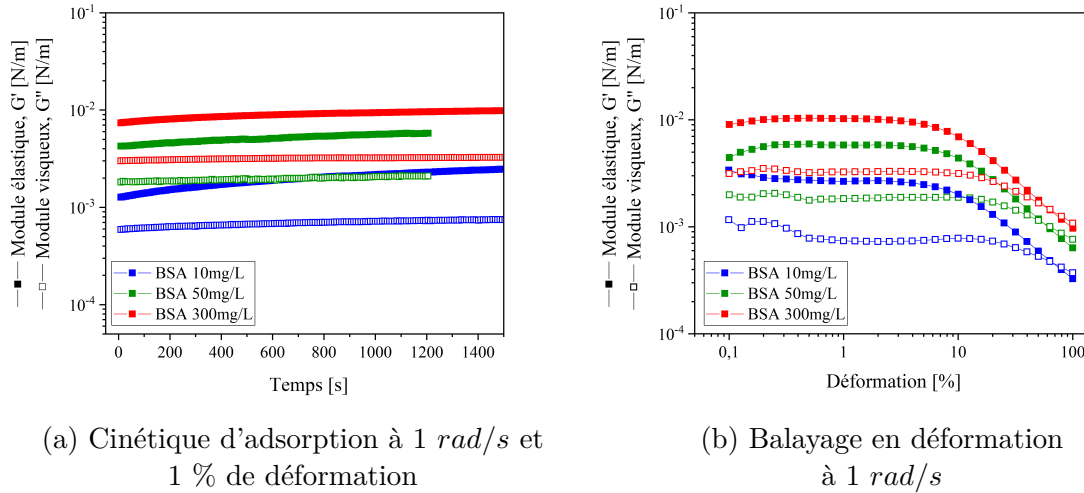 Module élastique, G' [N/m]
Module visqueux, G" [N/m]
10⁻¹
10⁻²
10⁻³
10⁻⁴
BSA 10mg/L
BSA 50mg/L
BSA 300mg/L
0 200 400 600 800 1000 1200 1400
Temps [s]
(a) Cinétique d'adsorption à 1 rad/s et
1 % de déformation
Module élastique, G' [N/m]
Module visqueux, G" [N/m]
10⁻¹
10⁻²
10⁻³
10⁻⁴
BSA 10mg/L
BSA 50mg/L
BSA 300mg/L
0,1 1 10 100
Déformation [%]
(b) Balayage en déformation
à 1 rad/s